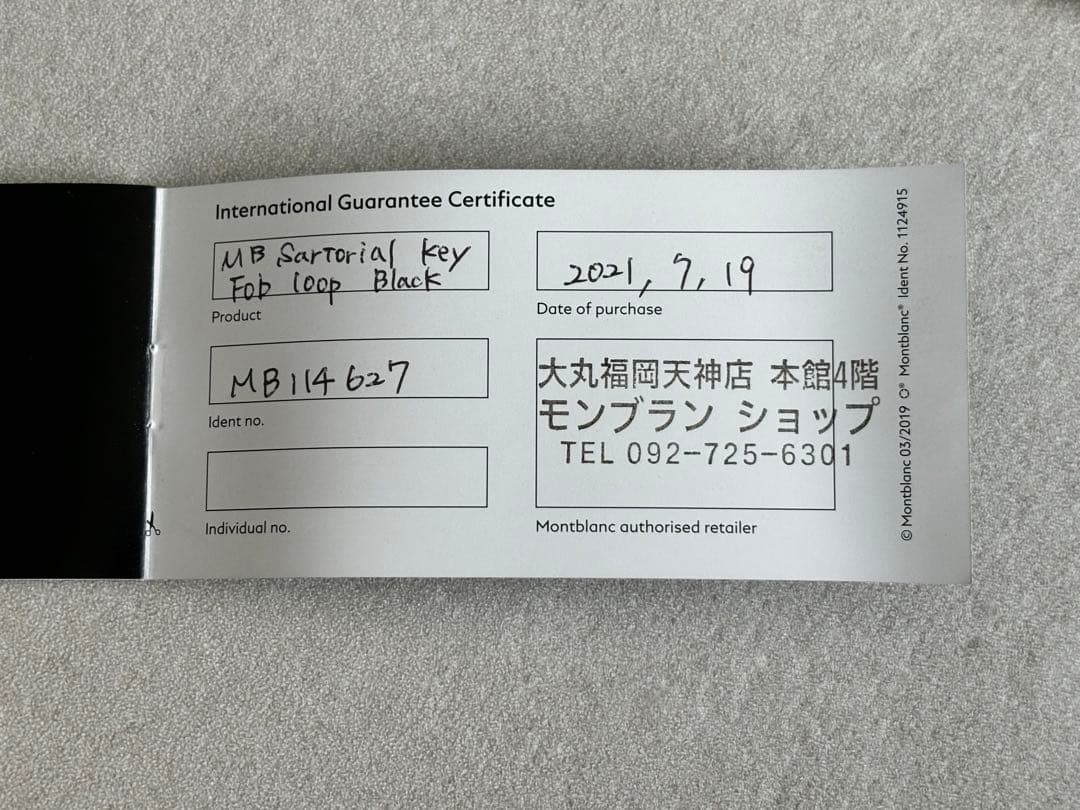 International Guarantee Certificate
MB Sartorial key
Fob loop Black
Product
2021, 7, 19
Date of purchase
MB114627
Ident no.
Individual no.
大丸福岡天神店 本館4階
モンブラン ショップ
TEL 092-725-6301
Montblanc authorised retailer
© Montblanc 03/2019 Montblanc® Ident No. 1124915